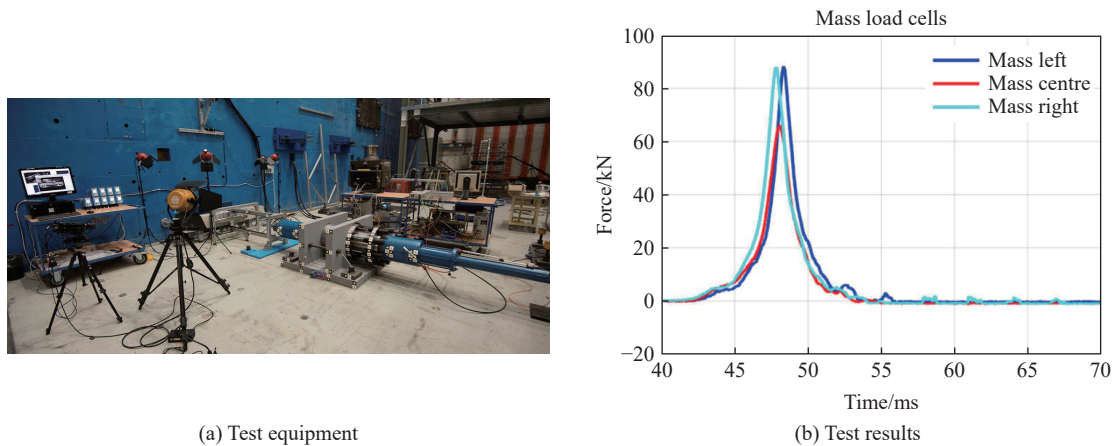 Mass load cells
100
80
60
40
20
0
−20
Force/kN
Mass left
Mass centre
Mass right
40 45 50 55 60 65 70
Time/ms
(a) Test equipment
(b) Test results